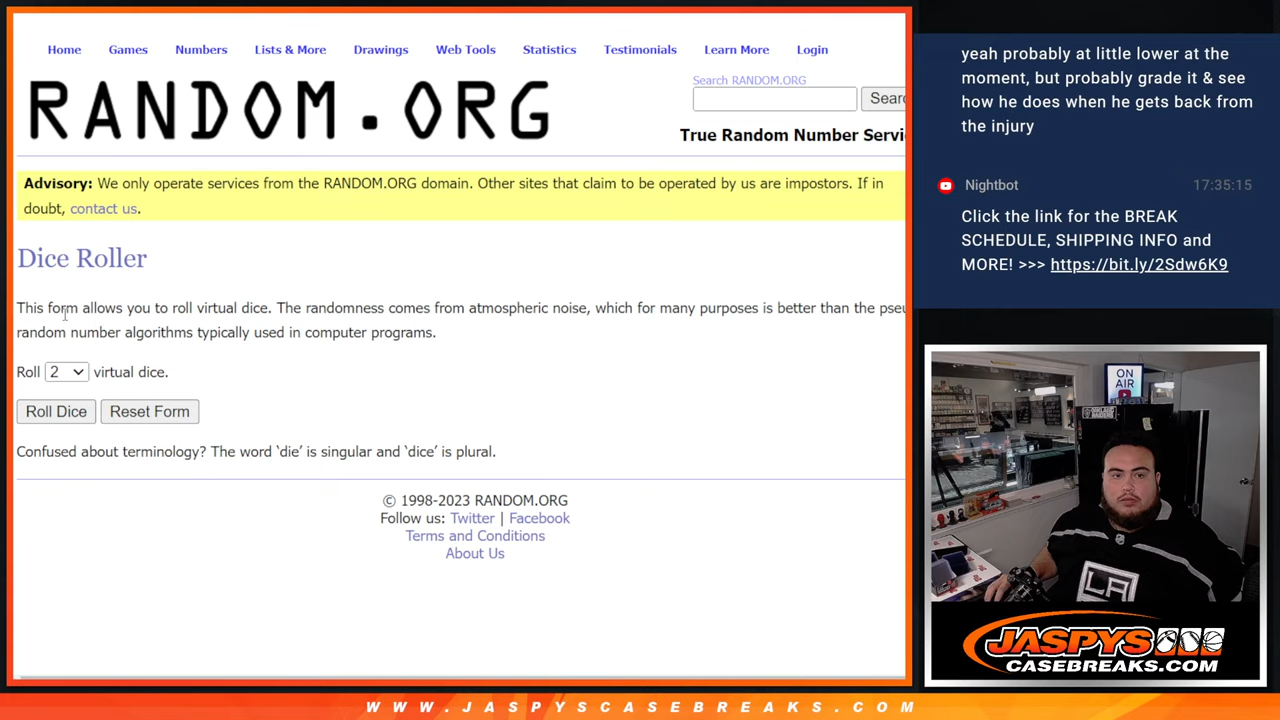 Home Games Numbers Lists & More Drawings Web Tools Statistics Testimonials Learn More Login
RANDOM.ORG
Search RANDOM.ORG
Searc
True Random Number Servi
Advisory: We only operate services from the RANDOM.ORG domain. Other sites that claim to be operated by us are impostors. If in
doubt, contact us.
Dice Roller
This form allows you to roll virtual dice. The randomness comes from atmospheric noise, which for many purposes is better than the pseu
random number algorithms typically used in computer programs.
Roll 2 virtual dice.
Roll Dice Reset Form
Confused about terminology? The word ‘die’ is singular and ‘dice’ is plural.
© 1998-2023 RANDOM.ORG
Follow us: Twitter | Facebook
Terms and Conditions
About Us
yeah probably at little lower at the
moment, but probably grade it & see
how he does when he gets back from
the injury
Nightbot 17:35:15
Click the link for the BREAK
SCHEDULE, SHIPPING INFO and
MORE! >>> https://bit.ly/2Sdw6K9
ON
AIR
LA
JASPYS
CASEBREAKS.COM
WWW.JASPYSCASEBREAKS.COM